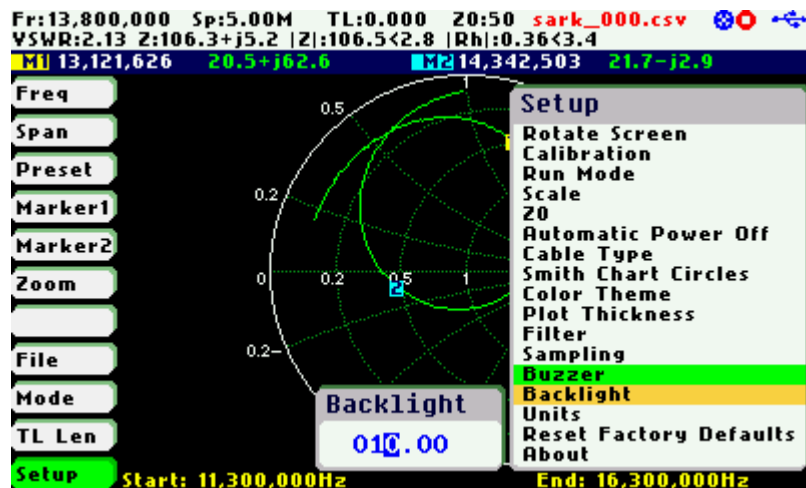 Fr:13,800,000 Sp:5.00M TL:0.000 Z0:50 sark_000.csv
VSWR:2.13 Z:106.3+j5.2 |Z|:106.5<2.8 |Rh|:0.36<3.4
M1 13,121,626 20.5+j62.6 M2 14,342,503 21.7-j2.9
Freq
Span
Preset
Marker1
Marker2
Zoom
File
Mode
TL Len
Setup
1
0.5
0.2
0 0.2 0.5 1
2
0.2-
Setup
Rotate Screen
Calibration
Run Mode
Scale
Z0
Automatic Power Off
Cable Type
Smith Chart Circles
Color Theme
Plot Thickness
Filter
Sampling
Buzzer
Backlight
Units
Reset Factory Defaults
About
Backlight
010.00
Start: 11,300,000Hz End: 16,300,000Hz